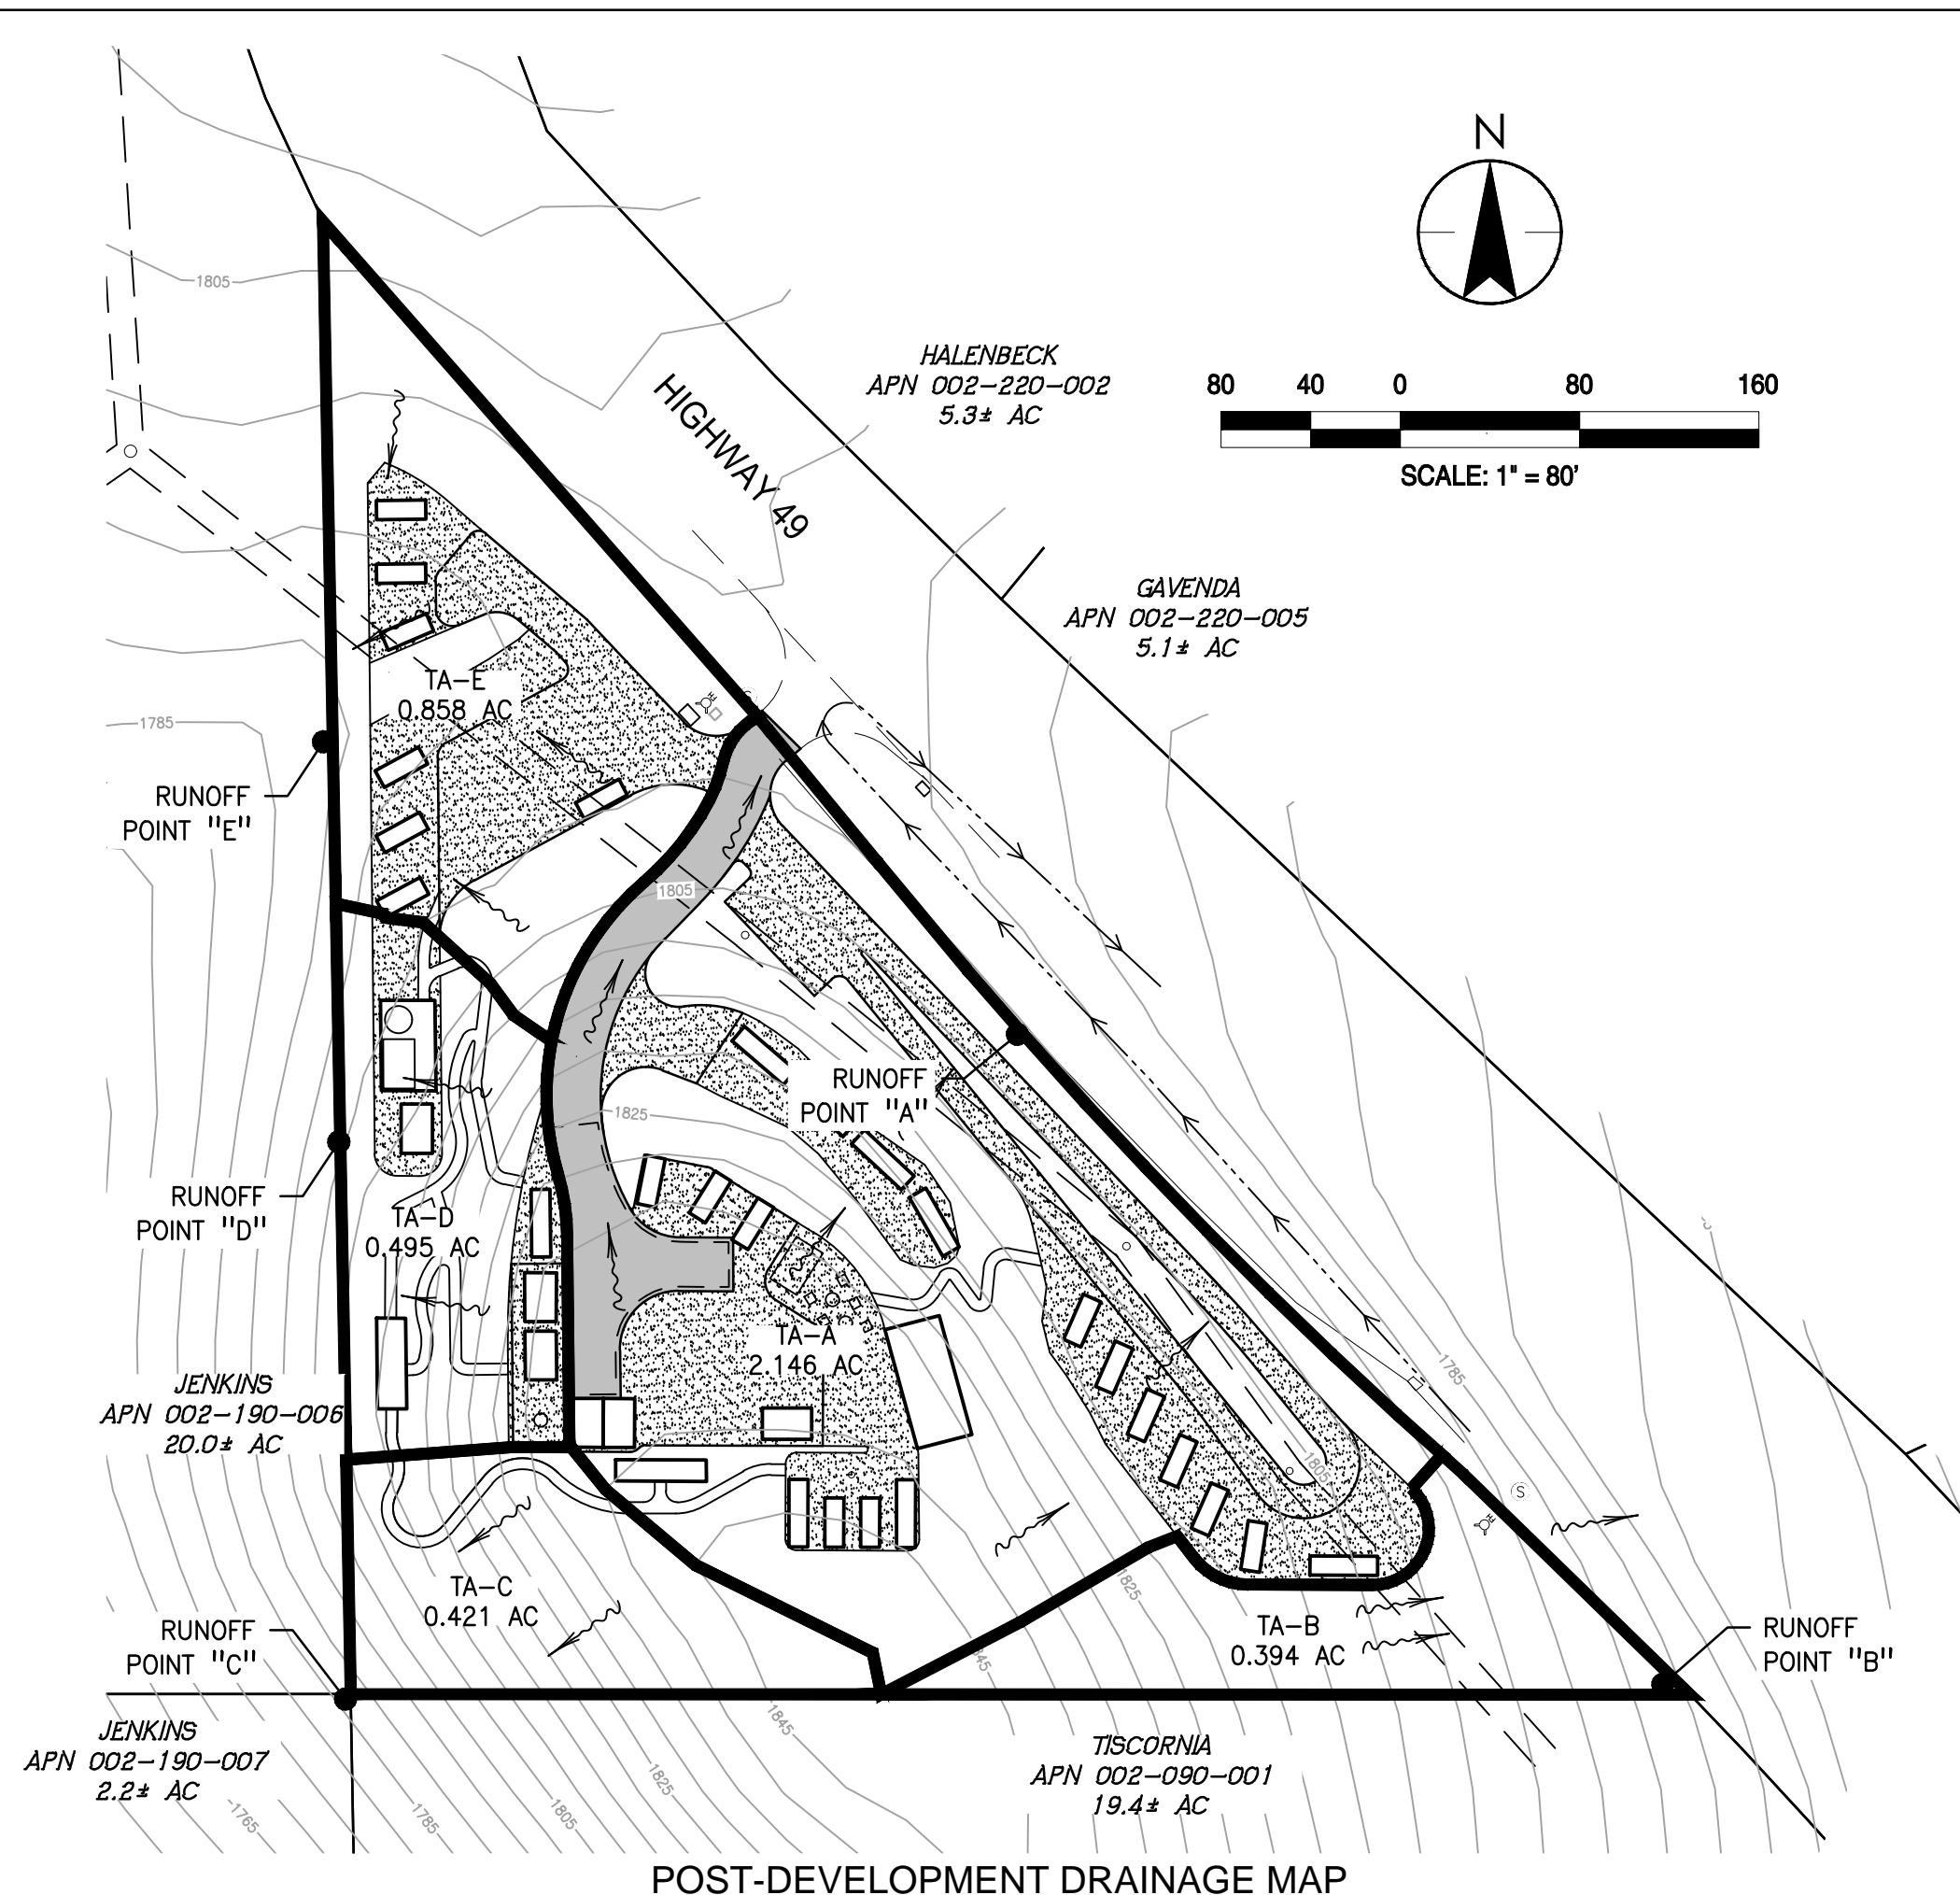 N
1805
HIGHWAY 49
HALENBECK
APN 002-220-002
5.3± AC
80 40 0 80 160
SCALE: 1" = 80'
GAVENDA
APN 002-220-005
5.1± AC
TA-E
0.858 AC
1785
RUNOFF
POINT "E"
1805
RUNOFF
POINT "A"
1825
RUNOFF
POINT "D"
TA-D
0.495 AC
TA-A
2.146 AC
1785
JENKINS
APN 002-190-006
20.0± AC
1805
S
TA-C
0.421 AC
1825
RUNOFF
POINT "C"
TA-B
0.394 AC
RUNOFF
POINT "B"
1845
JENKINS
APN 002-190-007
2.2± AC
TISCORNIA
APN 002-090-001
19.4± AC
1765
1785
1805
1825
POST-DEVELOPMENT DRAINAGE MAP